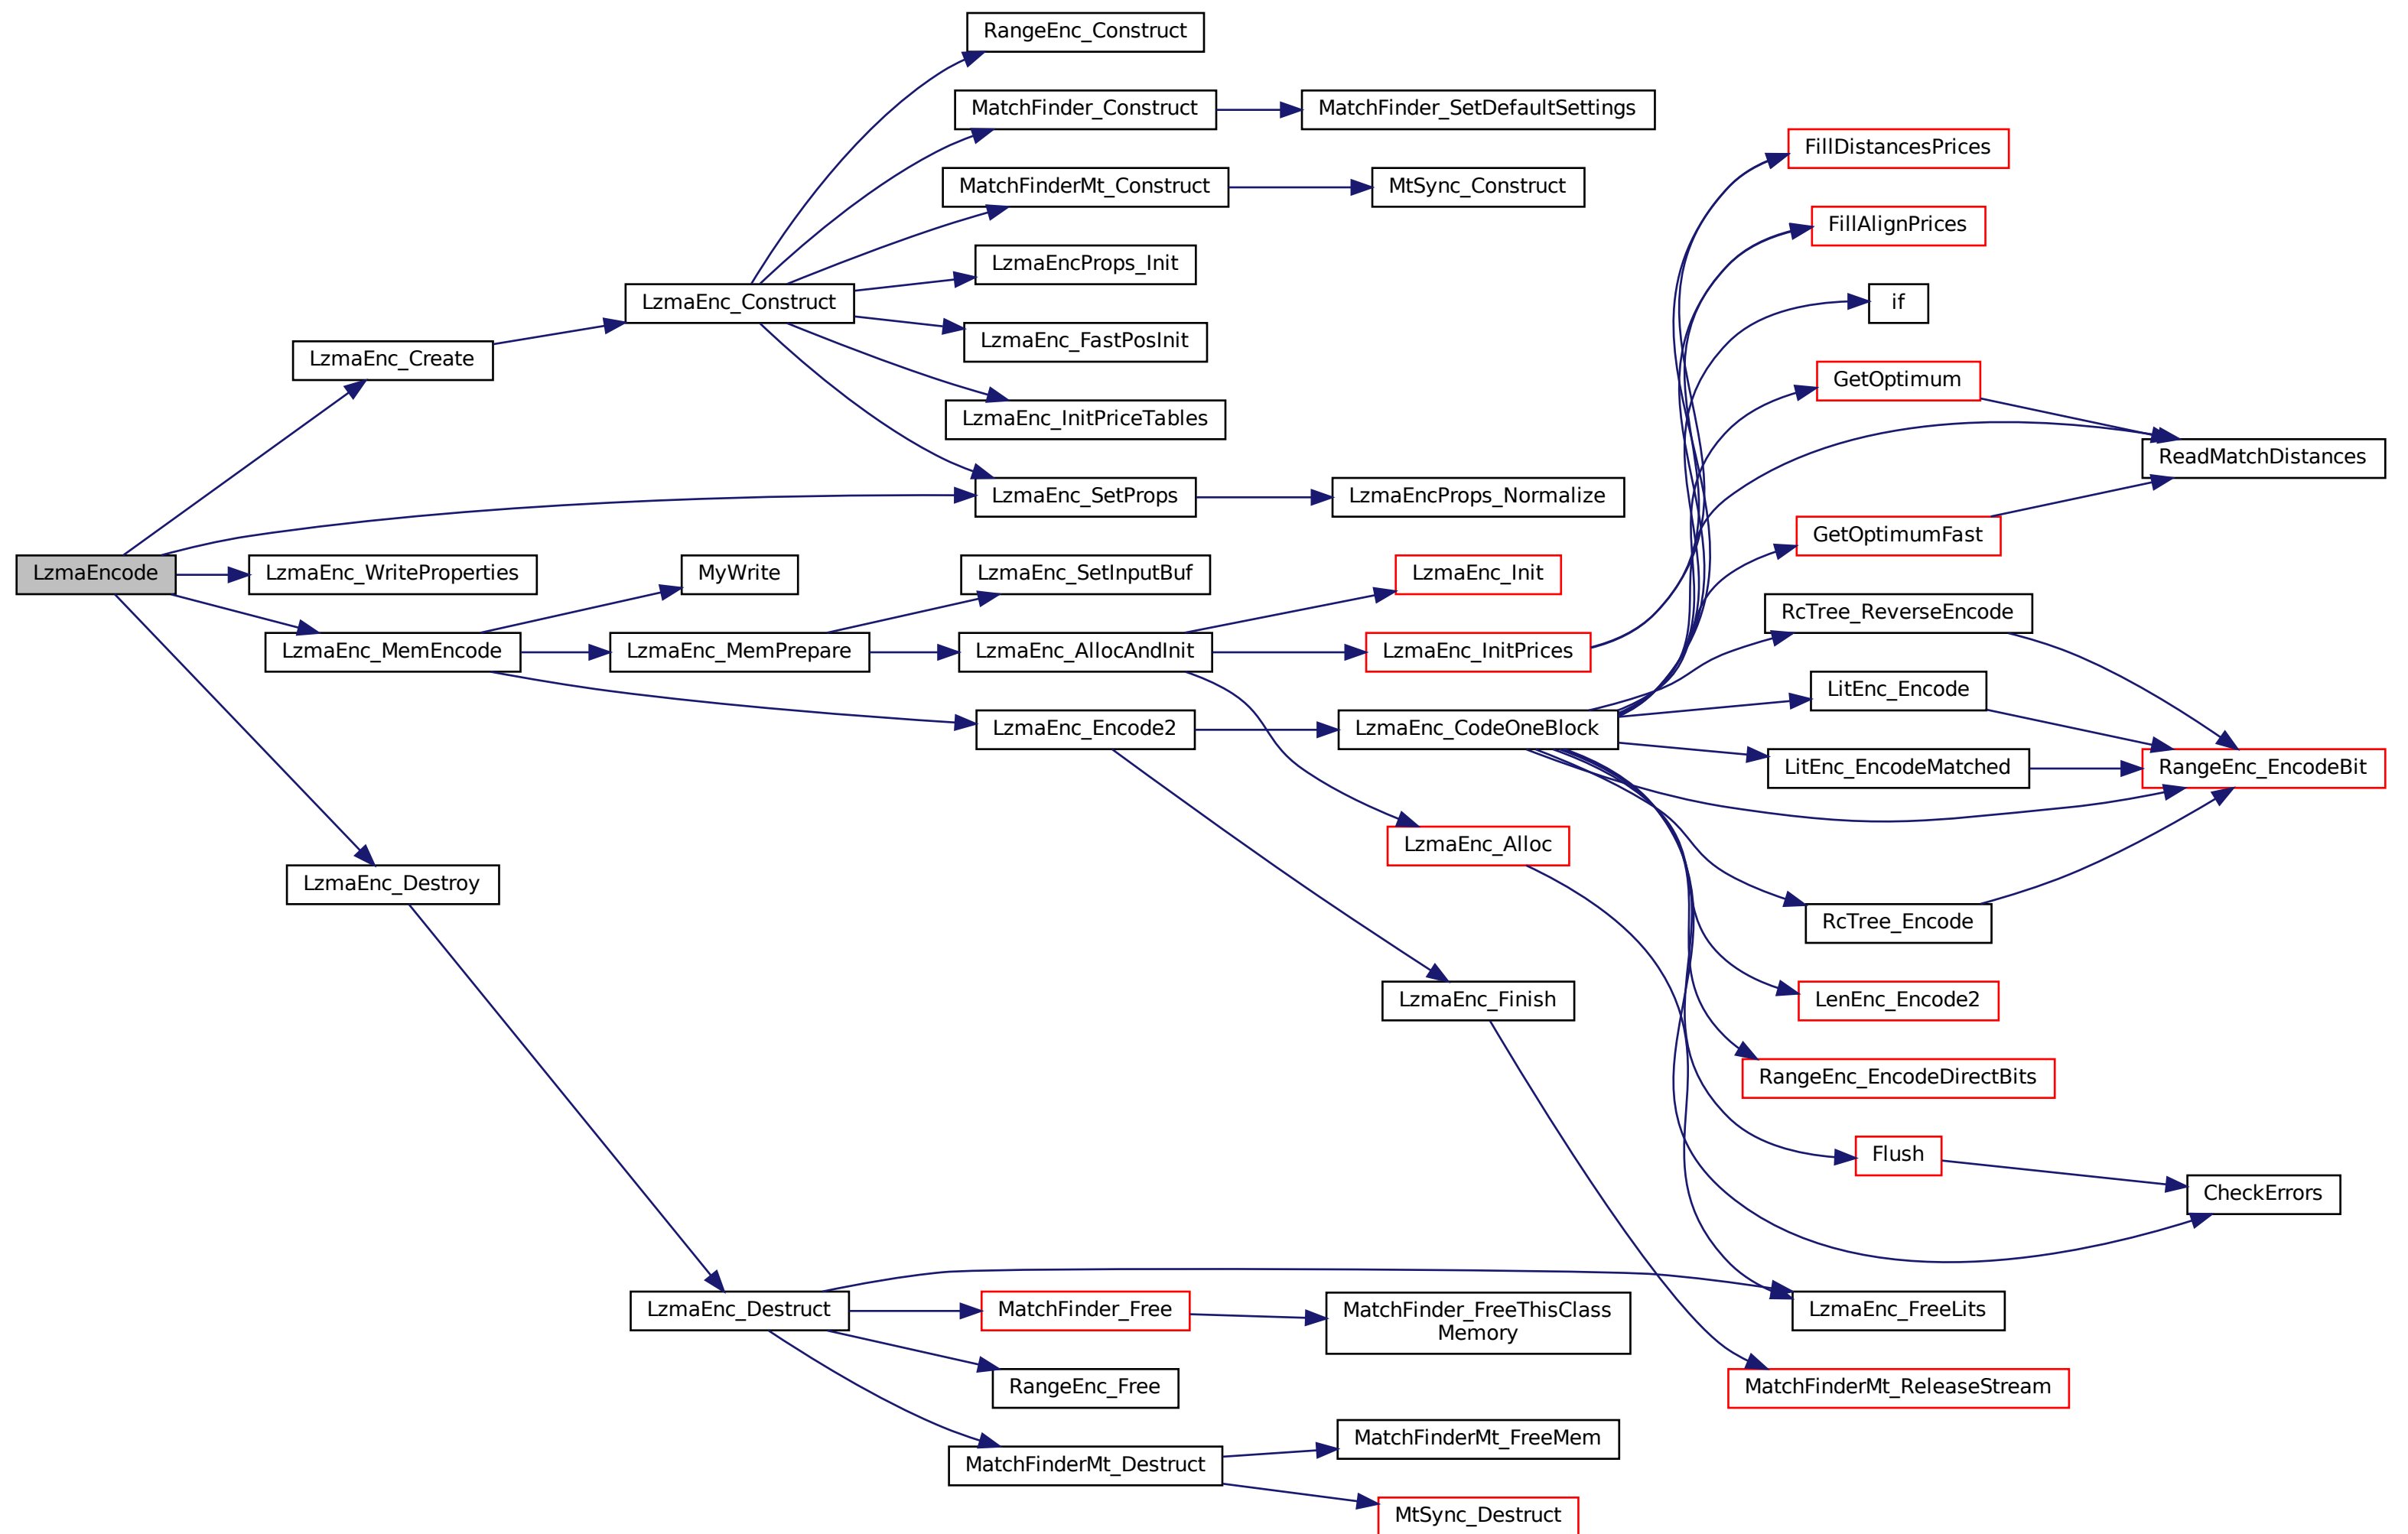 RangeEnc_Construct
MatchFinder_Construct
MatchFinder_SetDefaultSettings
FillDistancesPrices
MatchFinderMt_Construct
MtSync_Construct
FillAlignPrices
LzmaEncProps_Init
LzmaEnc_Construct
if
LzmaEnc_FastPosInit
LzmaEnc_Create
GetOptimum
LzmaEnc_InitPriceTables
ReadMatchDistances
LzmaEnc_SetProps
LzmaEncProps_Normalize
GetOptimumFast
LzmaEncode
LzmaEnc_WriteProperties
MyWrite
LzmaEnc_SetInputBuf
LzmaEnc_Init
RcTree_ReverseEncode
LzmaEnc_MemEncode
LzmaEnc_MemPrepare
LzmaEnc_AllocAndInit
LzmaEnc_InitPrices
LitEnc_Encode
LzmaEnc_Encode2
LzmaEnc_CodeOneBlock
LitEnc_EncodeMatched
RangeEnc_EncodeBit
LzmaEnc_Alloc
LzmaEnc_Destroy
RcTree_Encode
LzmaEnc_Finish
LenEnc_Encode2
RangeEnc_EncodeDirectBits
Flush
CheckErrors
LzmaEnc_Destruct
MatchFinder_Free
MatchFinder_FreeThisClass
Memory
LzmaEnc_FreeLits
RangeEnc_Free
MatchFinderMt_ReleaseStream
MatchFinderMt_FreeMem
MatchFinderMt_Destruct
MtSync_Destruct